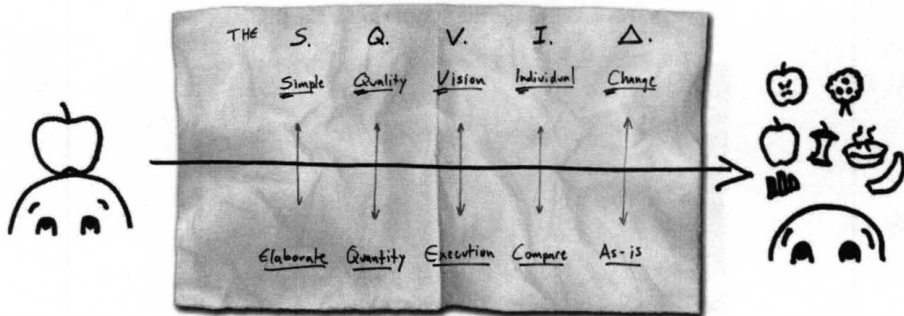 THE S. Q. V. I. Δ.
Simple Quality Vision Individual Change
Elaborate Quantity Execution Compare As-is